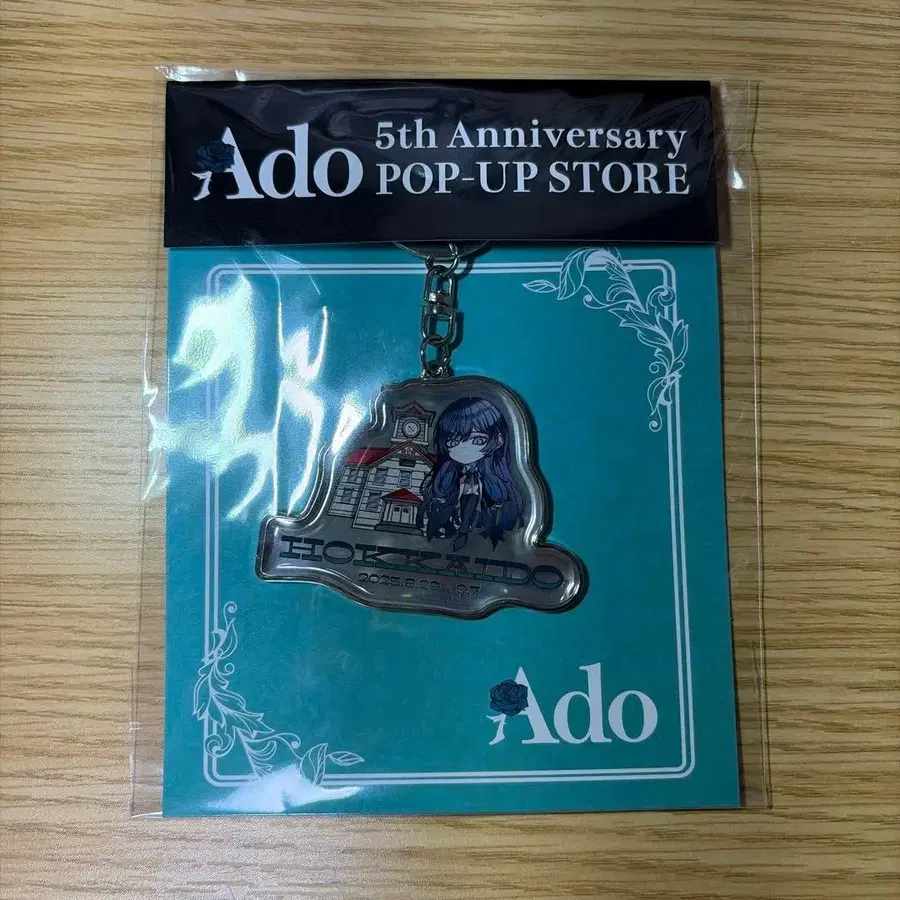 Ado
5th Anniversary
POP-UP STORE
HOKKAIDO
Ado